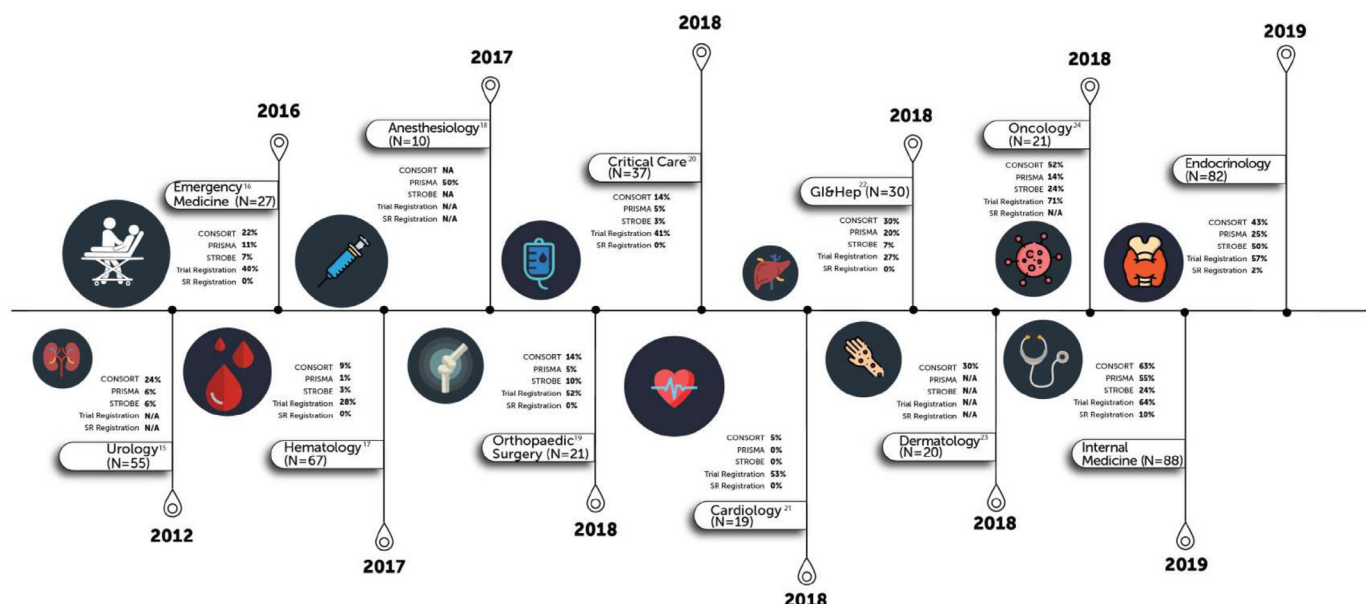 2016
Emergency16
Medicine (N=27)
CONSORT 22%
PRISMA 11%
STROBE 7%
Trial Registration 40%
SR Registration 0%
2017
Anesthesiology18
(N=10)
CONSORT NA
PRISMA 50%
STROBE NA
Trial Registration N/A
SR Registration N/A
2018
Critical Care20
(N=37)
CONSORT 14%
PRISMA 5%
STROBE 3%
Trial Registration 41%
SR Registration 0%
2018
GI&Hep22(N=30)
CONSORT 30%
PRISMA 20%
STROBE 7%
Trial Registration 27%
SR Registration 0%
2018
Oncology24
(N=21)
CONSORT 52%
PRISMA 14%
STROBE 24%
Trial Registration 71%
SR Registration N/A
2019
Endocrinology
(N=82)
CONSORT 43%
PRISMA 25%
STROBE 50%
Trial Registration 57%
SR Registration 2%
CONSORT 24%
PRISMA 6%
STROBE 6%
Trial Registration N/A
SR Registration N/A
Urology15
(N=55)
2012
CONSORT 9%
PRISMA 1%
STROBE 3%
Trial Registration 28%
SR Registration 0%
Hematology17
(N=67)
2017
CONSORT 14%
PRISMA 5%
STROBE 10%
Trial Registration 52%
SR Registration 0%
Orthopaedic19
Surgery (N=21)
2018
CONSORT 5%
PRISMA 0%
STROBE 0%
Trial Registration 53%
SR Registration 0%
Cardiology21
(N=19)
2018
CONSORT 30%
PRISMA N/A
STROBE N/A
Trial Registration N/A
SR Registration N/A
Dermatology23
(N=20)
2018
CONSORT 63%
PRISMA 55%
STROBE 24%
Trial Registration 64%
SR Registration 10%
Internal
Medicine (N=88)
2019